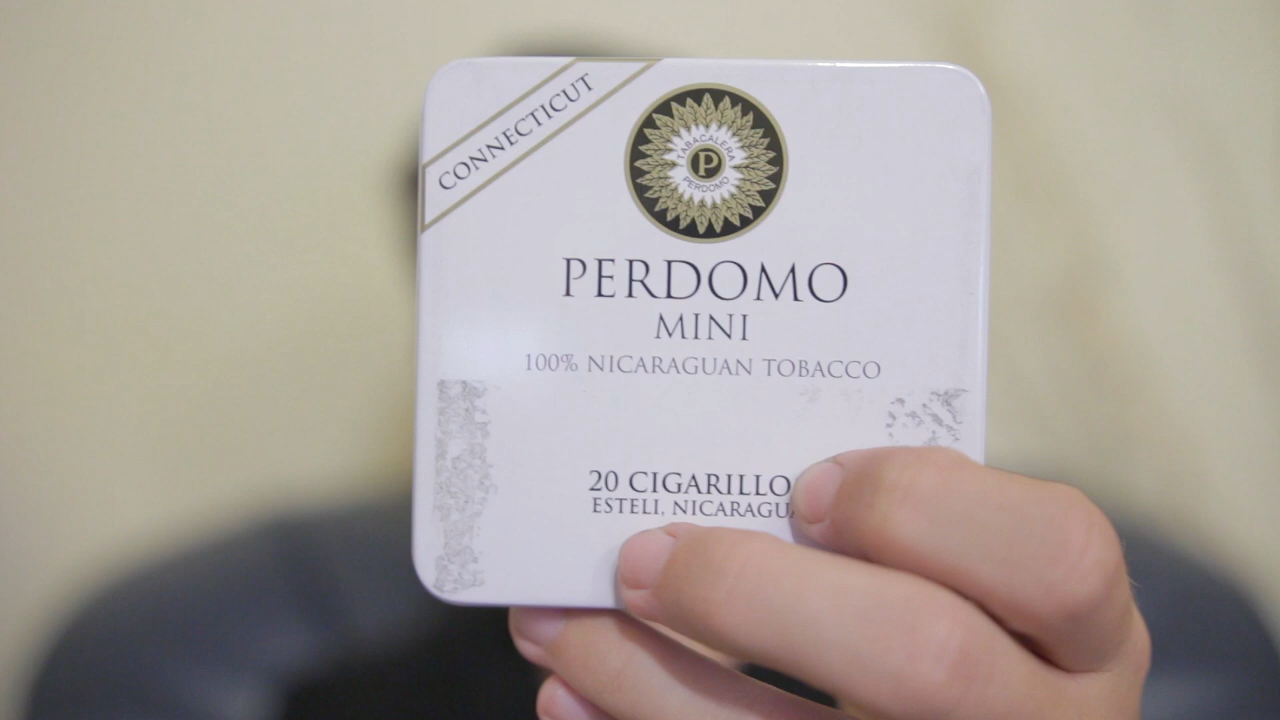 CONNECTICUT
TABACALERA
P
PERDOMO
PERDOMO
MINI
100% NICARAGUAN TOBACCO
20 CIGARILLO
ESTELI, NICARAGUA